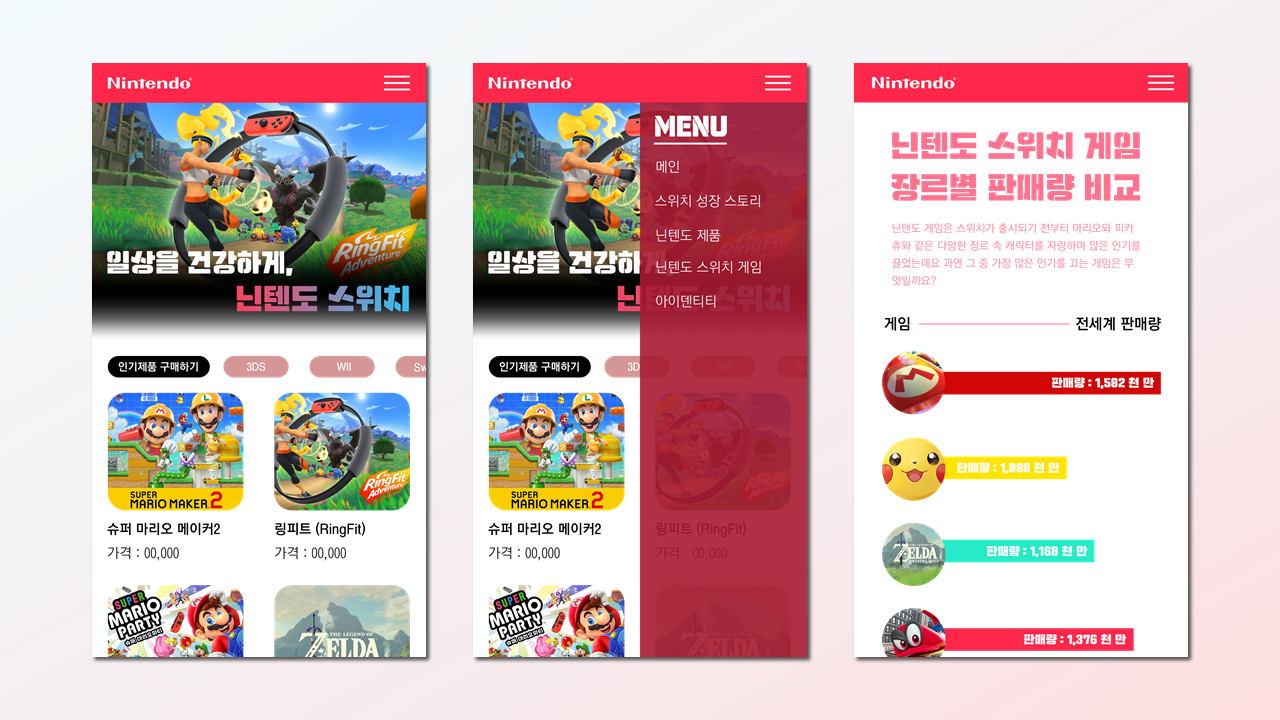 Nintendo
RingFit
Adventure
일상을 건강하게,
닌텐도 스위치
인기제품 구매하기
3DS
WII
Sw
SUPER
MARIO MAKER 2
RingFit
Adventure
슈퍼 마리오 메이커2
링피트 (RingFit)
가격 : 00,000
가격 : 00,000
SUPER
MARIO
PARTY
THE LEGEND OF
ZELDA
Nintendo
MENU
메인
스위치 성장 스토리
닌텐도 제품
닌텐도 스위치 게임
아이덴티티
일상을 건강하
닌텐도 스위치
인기제품 구매하기
3DS
WII
Sw
SUPER
MARIO MAKER 2
RingFit
Adventure
슈퍼 마리오 메이커2
링피트 (RingFit)
가격 : 00,000
가격 : 00,000
SUPER
MARIO
PARTY
THE LEGEND OF
ZELDA
Nintendo
닌텐도 스위치 게임
장르별 판매량 비교
닌텐도 게임은 스위치가 출시되기 전부터 마리오와 피카
츄와 같은 다양한 장르 속 캐릭터를 자랑하며 많은 인기를
끌었는데요 과연 그 중 가장 많은 인기를 끄는 게임은 무
엇일까요?
게임
전세계 판매량
판매량 : 1,502 천 만
판매량 : 1,088 천 만
ZELDA
판매량 : 1,168 천 만
판매량 : 1,376 천 만